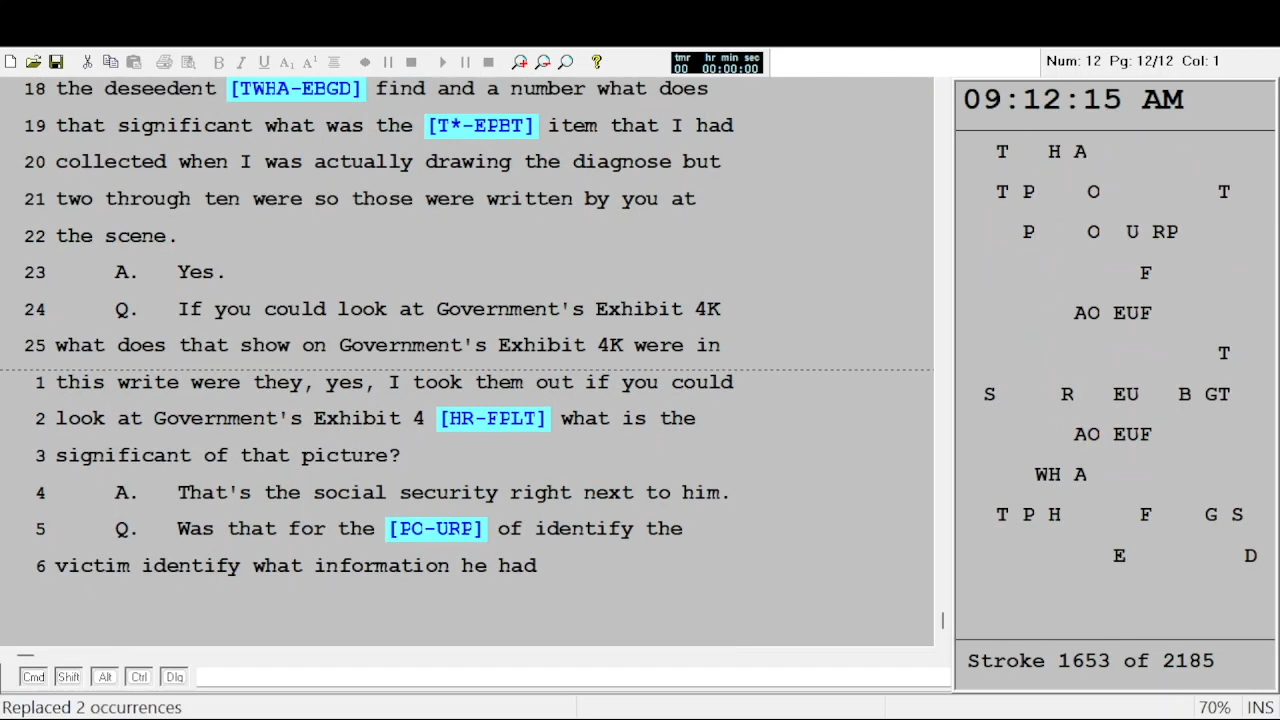 B I U A₁ A¹ ?
tmr hr min sec
00 00:00:00
Num: 12 Pg: 12/12 Col: 1
18 the deseedent [TWHA-EBGD] find and a number what does
19 that significant what was the [T*-EPBT] item that I had
20 collected when I was actually drawing the diagnose but
21 two through ten were so those were written by you at
22 the scene.
23 A. Yes.
24 Q. If you could look at Government's Exhibit 4K
25 what does that show on Government's Exhibit 4K were in
1 this write were they, yes, I took them out if you could
2 look at Government's Exhibit 4 [HR-FPLT] what is the
3 significant of that picture?
4 A. That's the social security right next to him.
5 Q. Was that for the [PO-URP] of identify the
6 victim identify what information he had
09:12:15 AM
T H A
T P O T
P O U RP
F
AO EUF
T
S R EU B GT
AO EUF
WH A
T P H F G S
E D
Stroke 1653 of 2185
Cmd Shift Alt Ctrl Dlg
Replaced 2 occurrences 70% INS